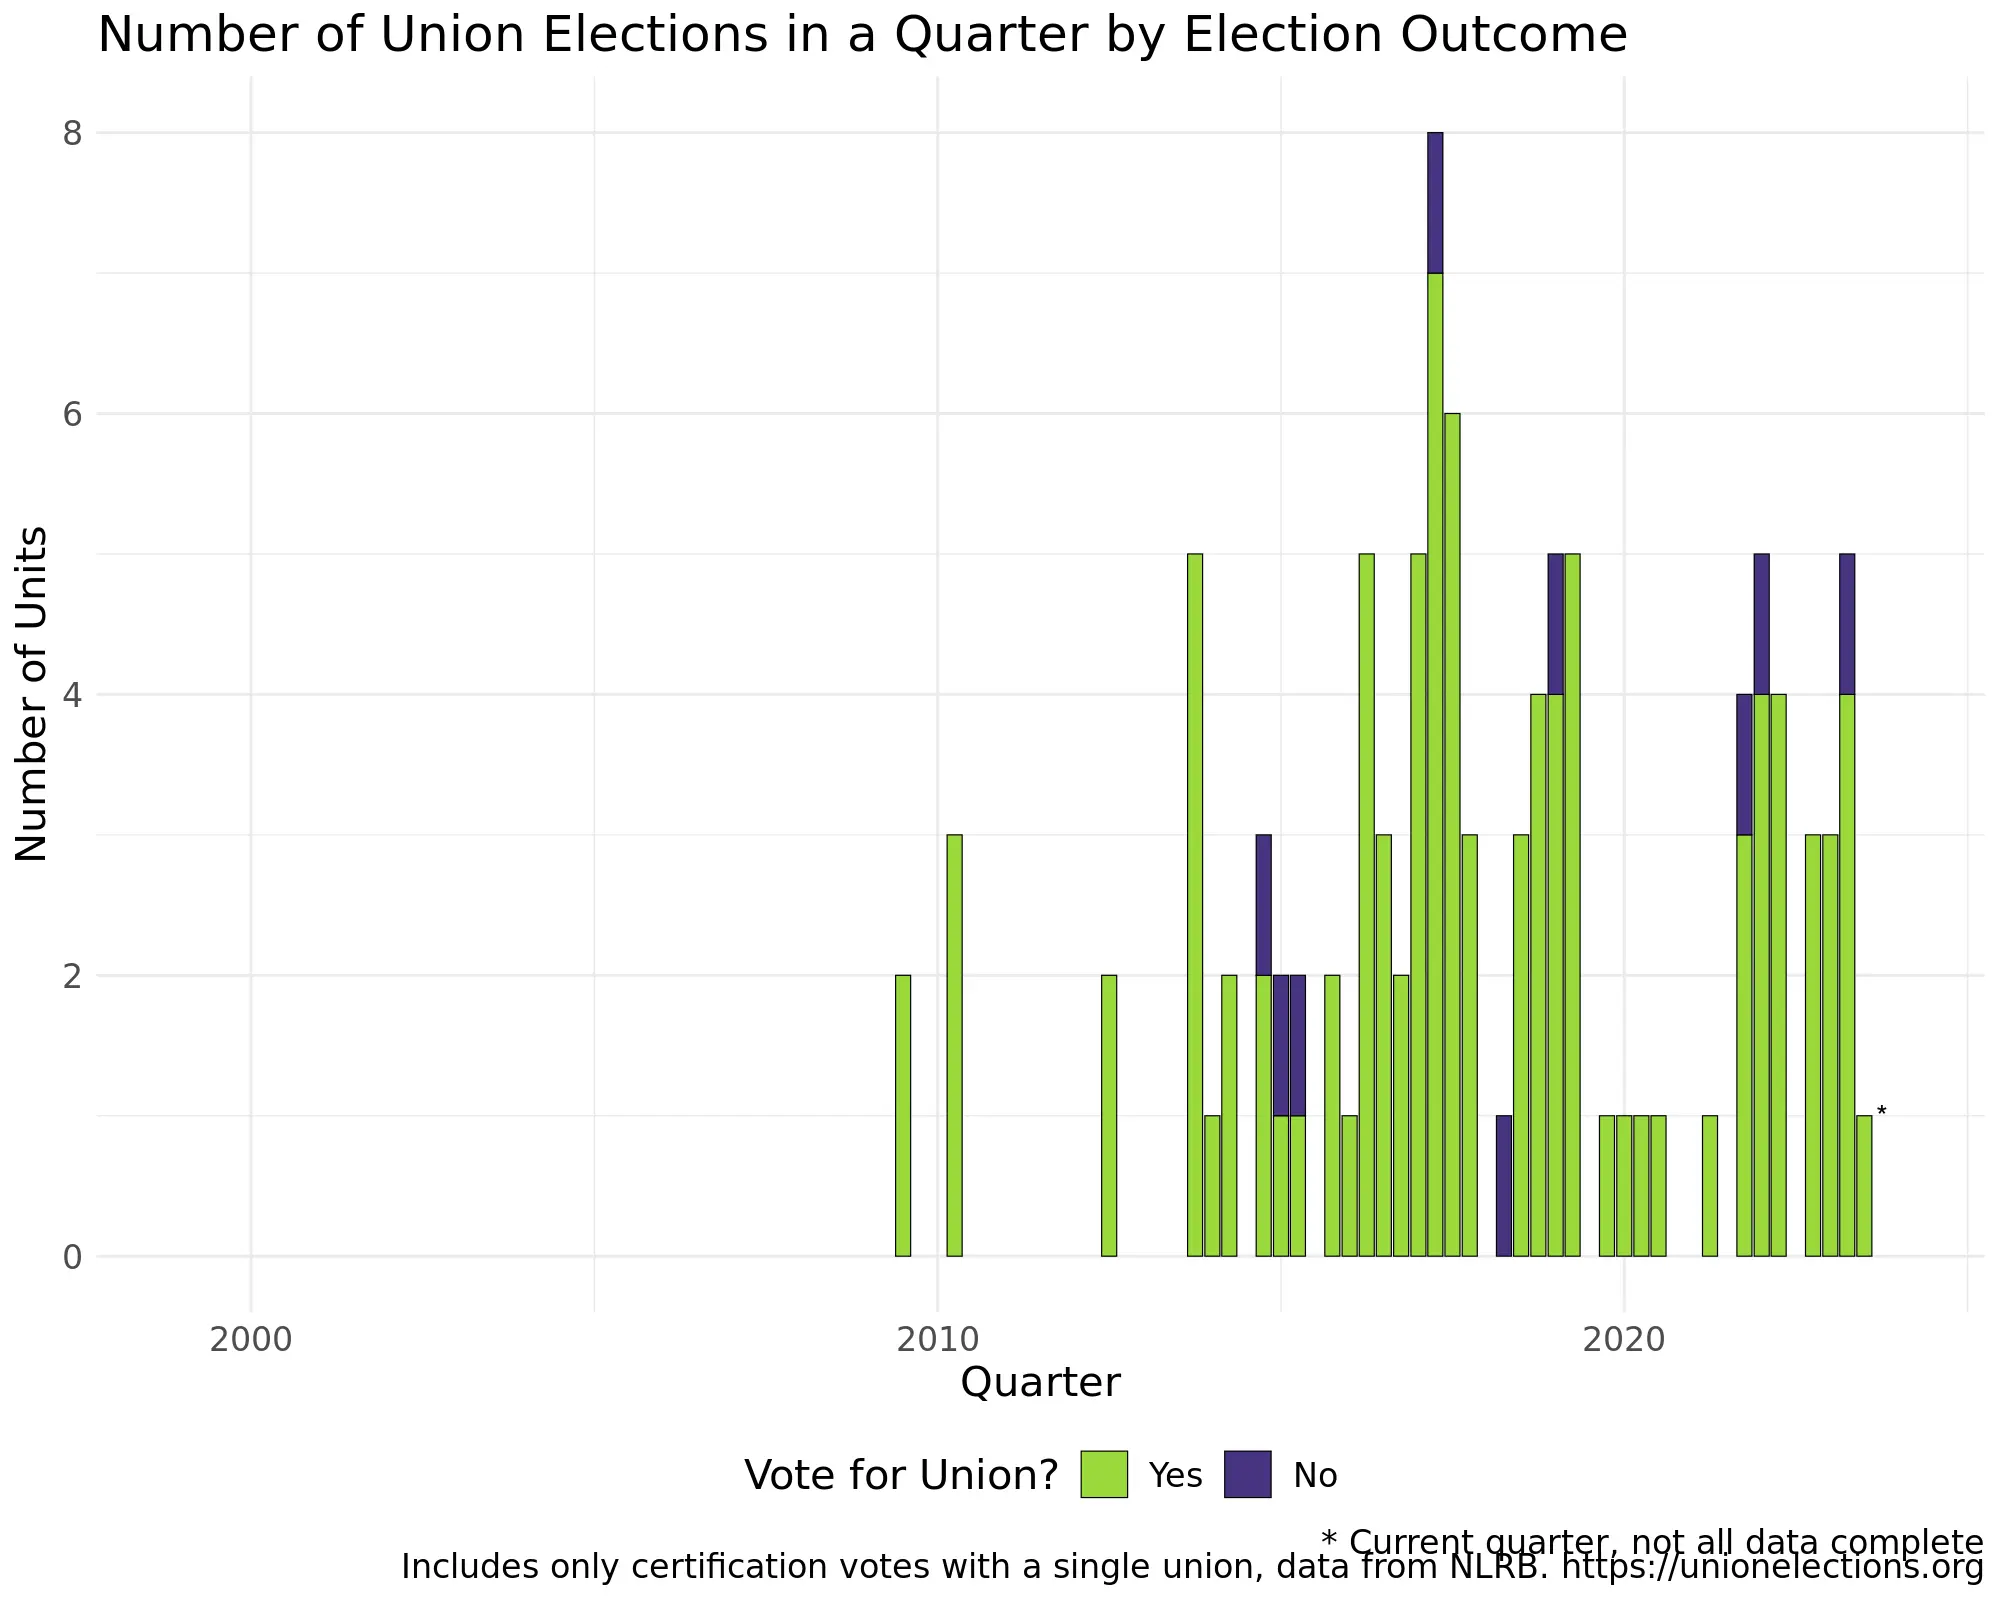 Number of Union Elections in a Quarter by Election Outcome
8
6
4
2
0
Number of Units
*
2000 2010 2020
Quarter
Vote for Union? Yes No
* Current quarter, not all data complete
Includes only certification votes with a single union, data from NLRB. https://unionelections.org